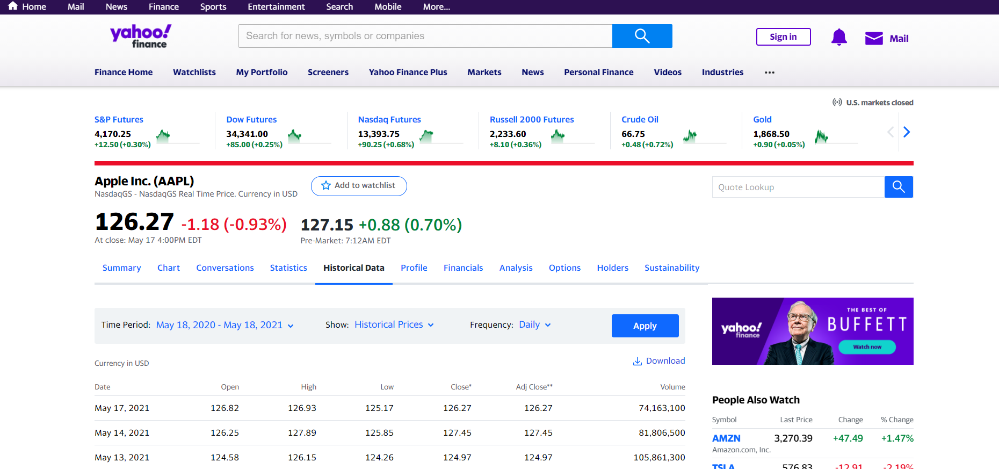 Home Mail News Finance Sports Entertainment Search Mobile More...
yahoo!
finance
Search for news, symbols or companies
Sign in
Mail
Finance Home Watchlists My Portfolio Screeners Yahoo Finance Plus Markets News Personal Finance Videos Industries ...
U.S. markets closed
S&P Futures
4,170.25
+12.50 (+0.30%)
Dow Futures
34,341.00
+85.00 (+0.25%)
Nasdaq Futures
13,393.75
+90.25 (+0.68%)
Russell 2000 Futures
2,233.60
+8.10 (+0.36%)
Crude Oil
66.75
+0.48 (+0.72%)
Gold
1,868.50
+0.90 (+0.05%)
Apple Inc. (AAPL)
NasdaqGS - NasdaqGS Real Time Price. Currency in USD
Add to watchlist
Quote Lookup
126.27 -1.18 (-0.93%)
At close: May 17 4:00PM EDT
127.15 +0.88 (0.70%)
Pre-Market: 7:12AM EDT
Summary Chart Conversations Statistics Historical Data Profile Financials Analysis Options Holders Sustainability
Time Period: May 18, 2020 - May 18, 2021 Show: Historical Prices Frequency: Daily Apply
Currency in USD
Download
Date Open High Low Close* Adj Close** Volume
May 17, 2021 126.82 126.93 125.17 126.27 126.27 74,163,100
May 14, 2021 126.25 127.89 125.85 127.45 127.45 81,806,500
May 13, 2021 124.58 126.15 124.26 124.97 124.97 105,861,300
yahoo!
finance
THE BEST OF
BUFFETT
Watch now
People Also Watch
Symbol Last Price Change % Change
AMZN 3,270.39 +47.49 +1.47%
Amazon.com, Inc.
TSLA 576.83 -12.91 -2.19%